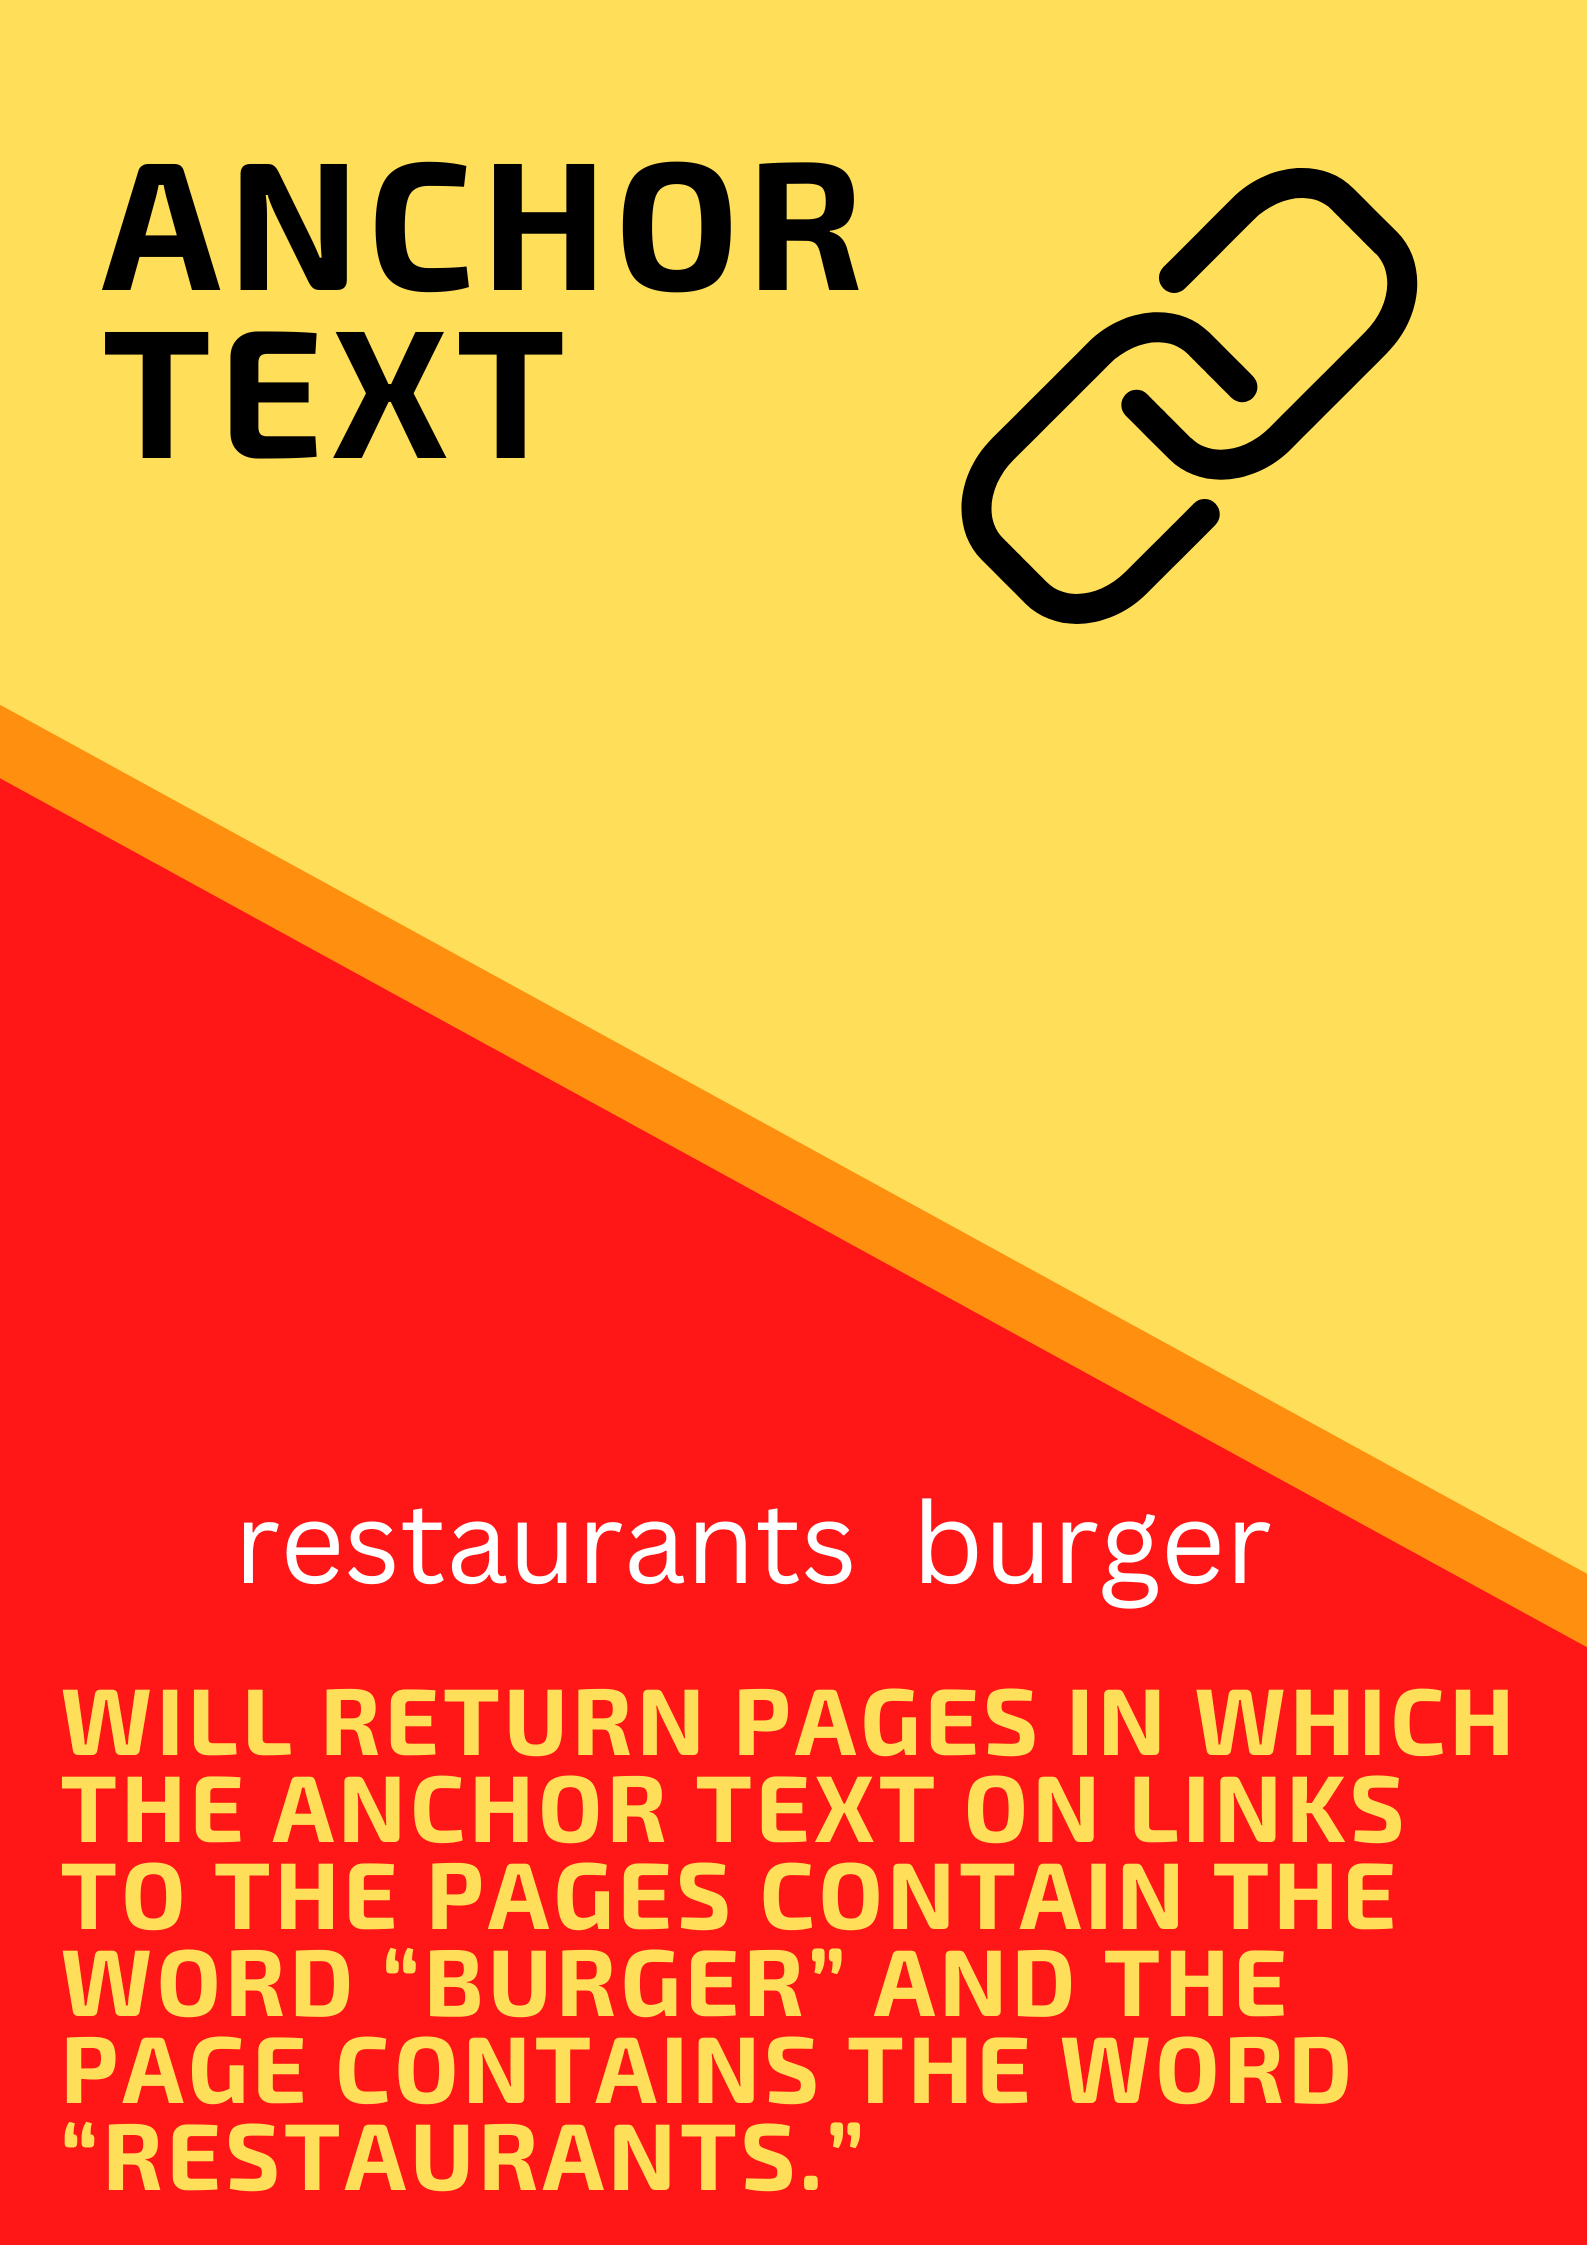 ANCHOR
TEXT
restaurants burger
WILL RETURN PAGES IN WHICH
THE ANCHOR TEXT ON LINKS
TO THE PAGES CONTAIN THE
WORD “BURGER” AND THE
PAGE CONTAINS THE WORD
“RESTAURANTS.”